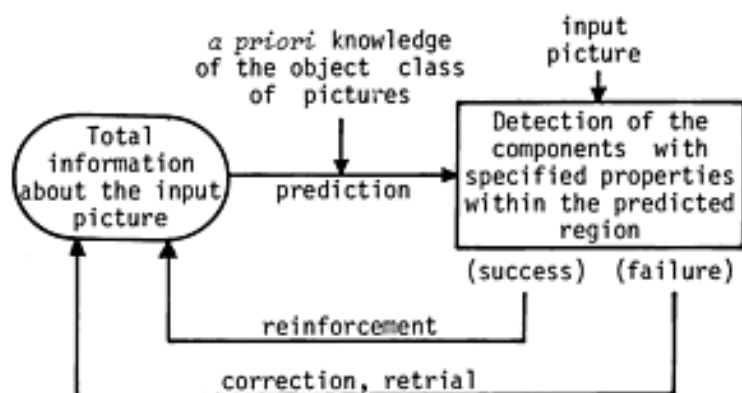 a priori knowledge
of the object class
of pictures
input
picture
Total
information
about the input
picture
prediction
Detection of the
components with
specified properties
within the predicted
region
(success) (failure)
reinforcement
correction, retrial